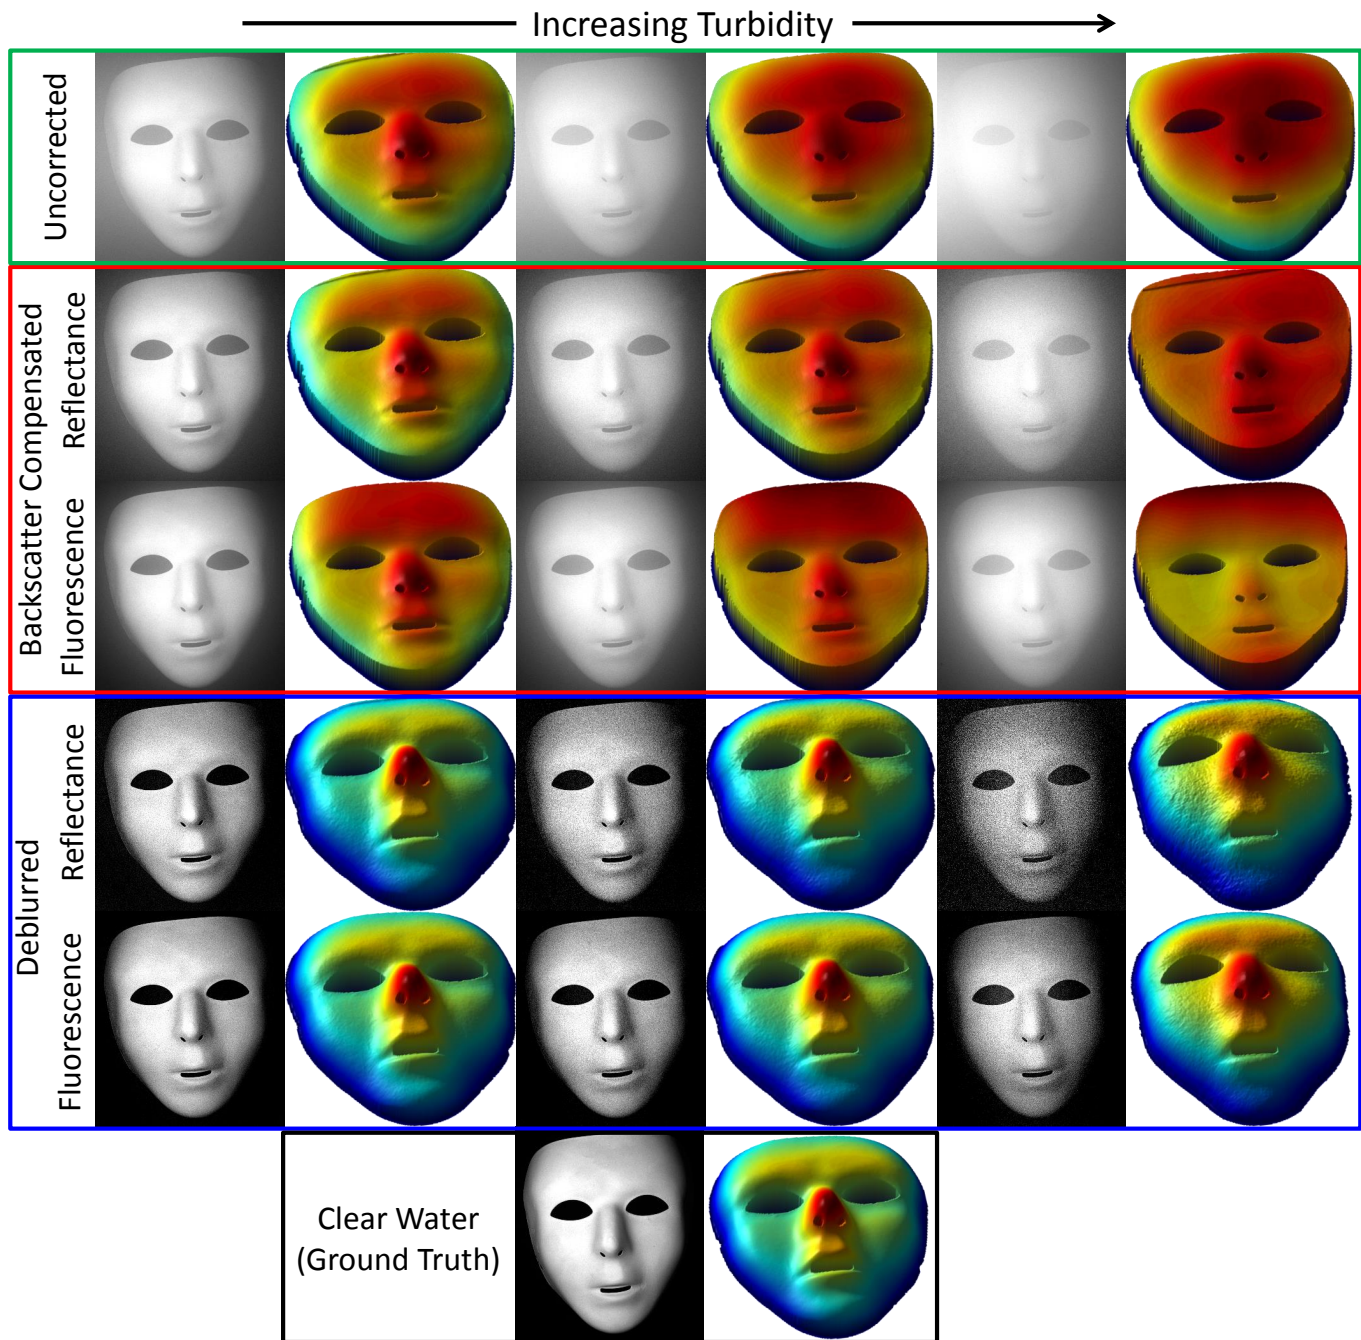 Increasing Turbidity
Uncorrected
Backscatter Compensated
Reflectance
Fluorescence
Deblurred
Reflectance
Fluorescence
Clear Water
(Ground Truth)